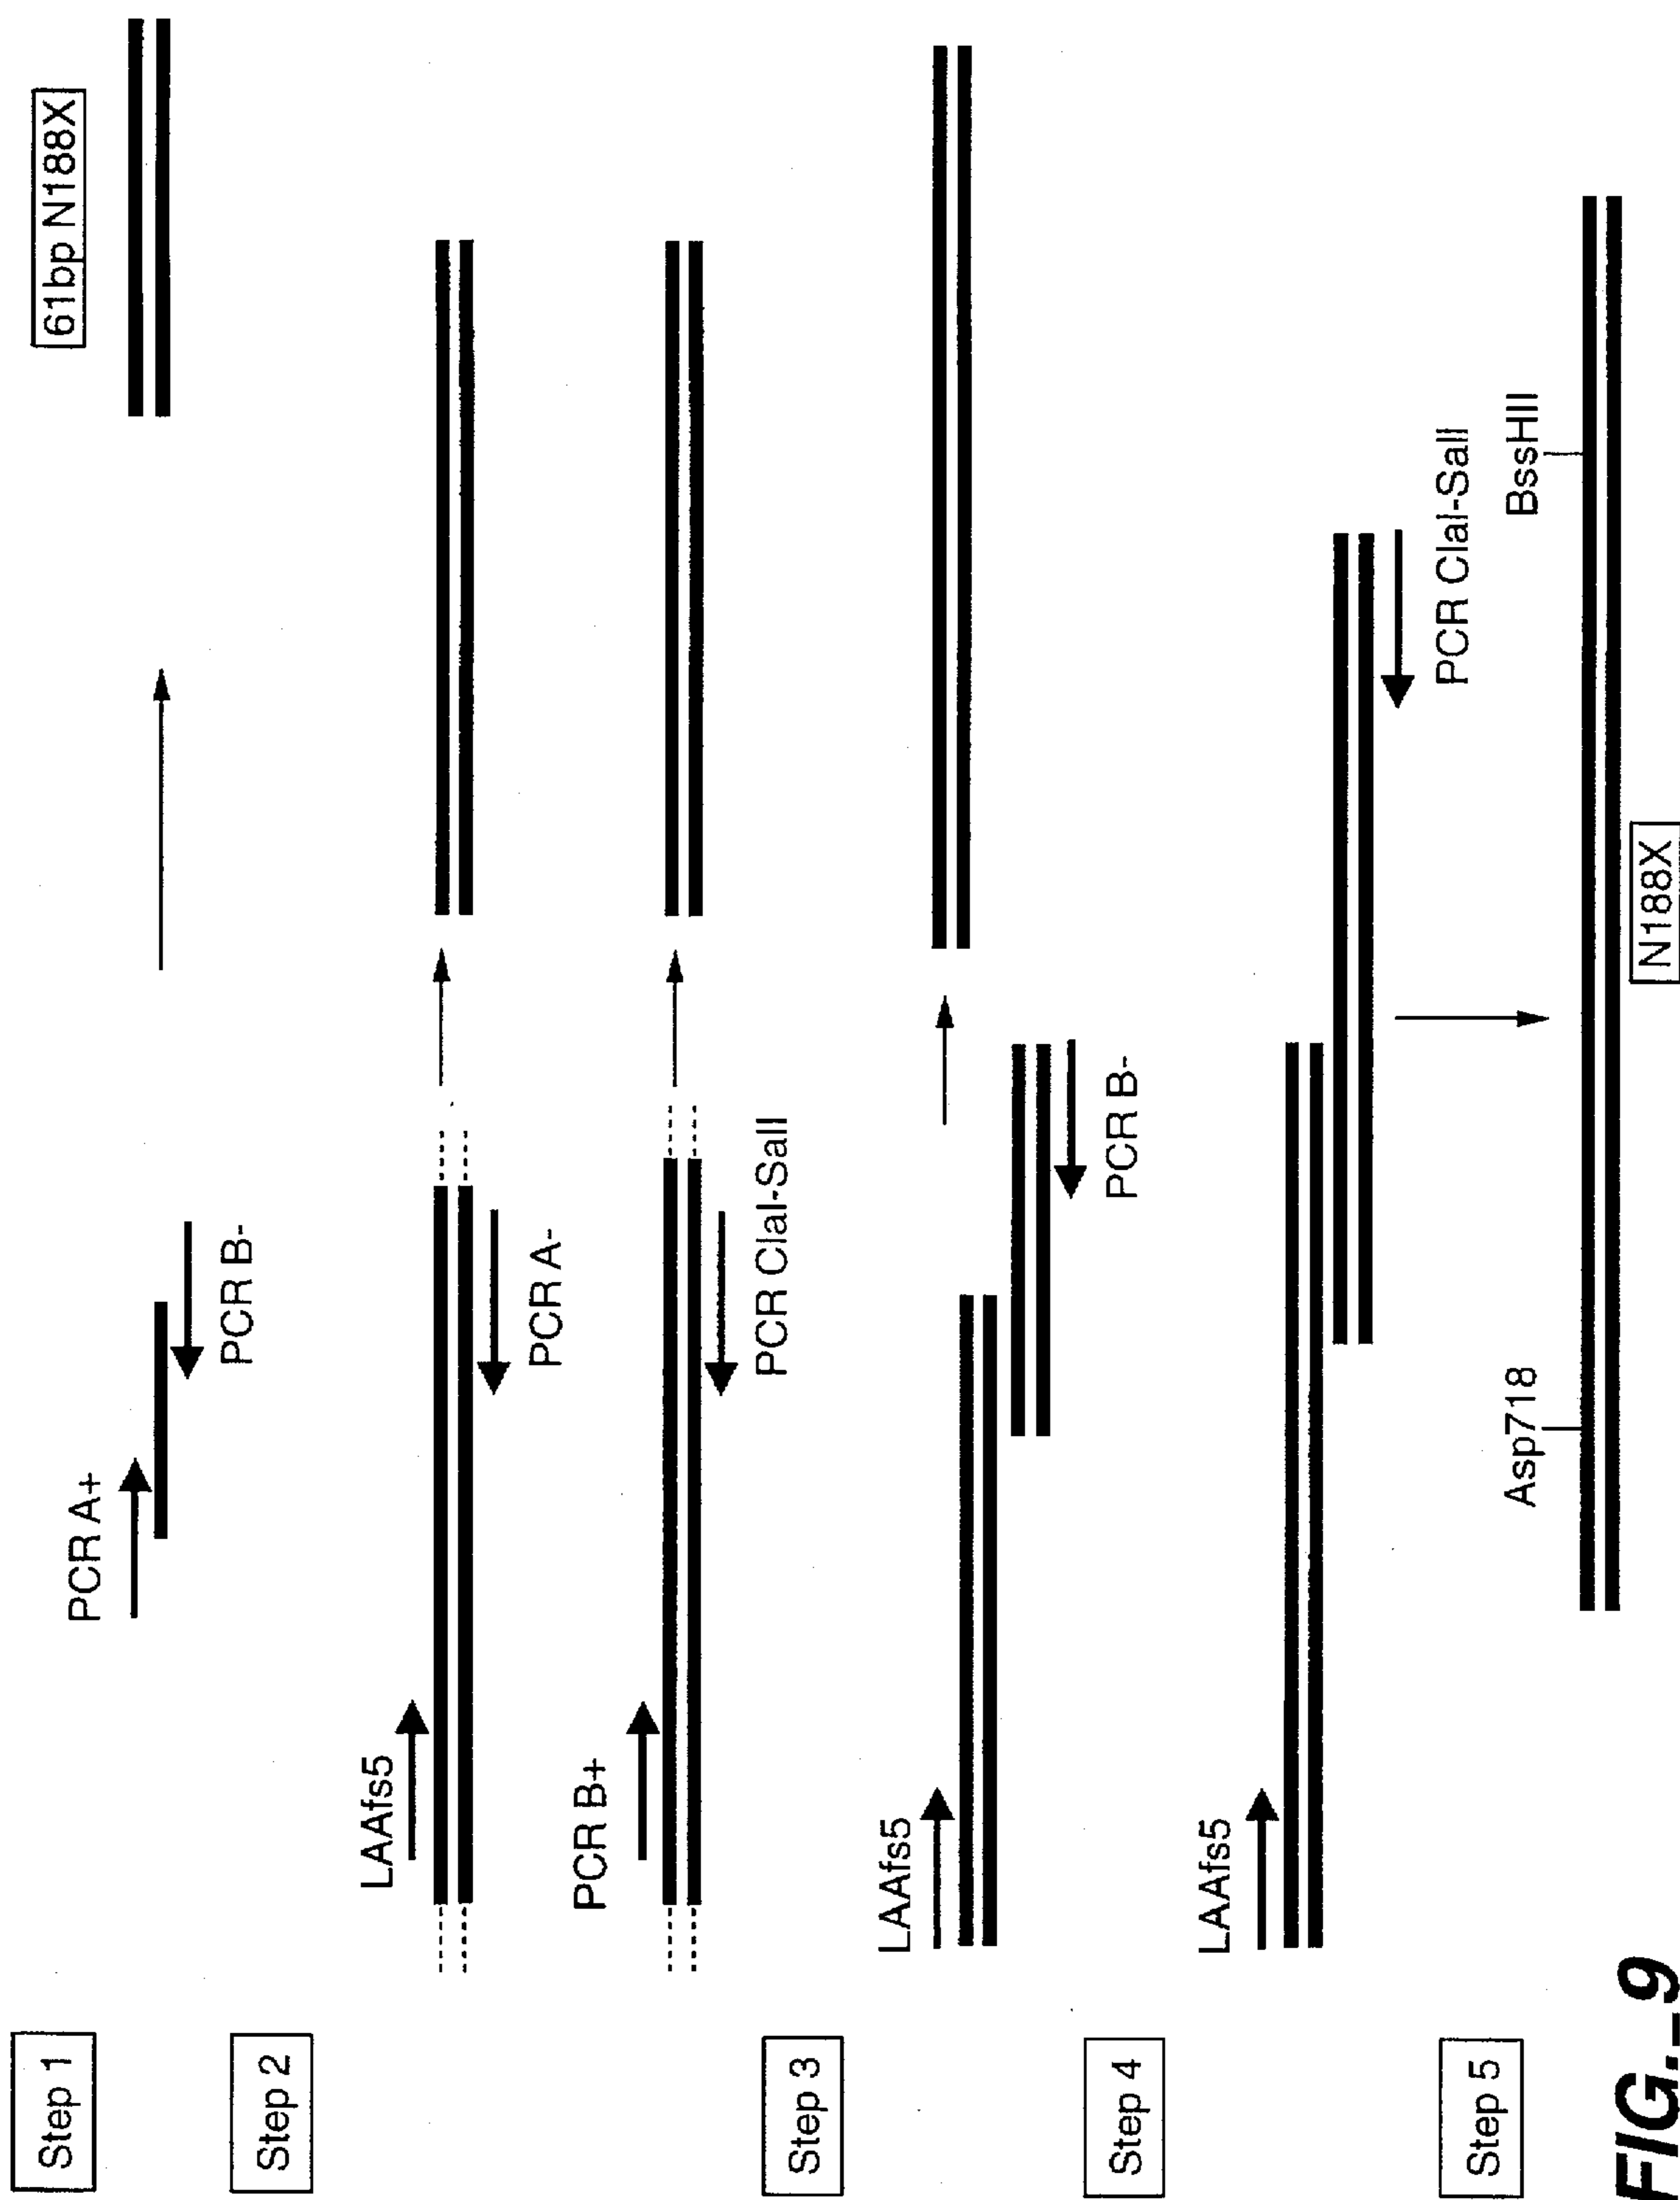 Step 1
PCR A+
PCR B-
61bp N188X
Step 2
LAAfs5
PCR A-
PCR B+
PCR ClaI-SalI
Step 3
LAAfs5
PCR B-
Step 4
LAAfs5
PCR ClaI-SalI
Step 5
Asp718
BssHII
N188X
FIG._9